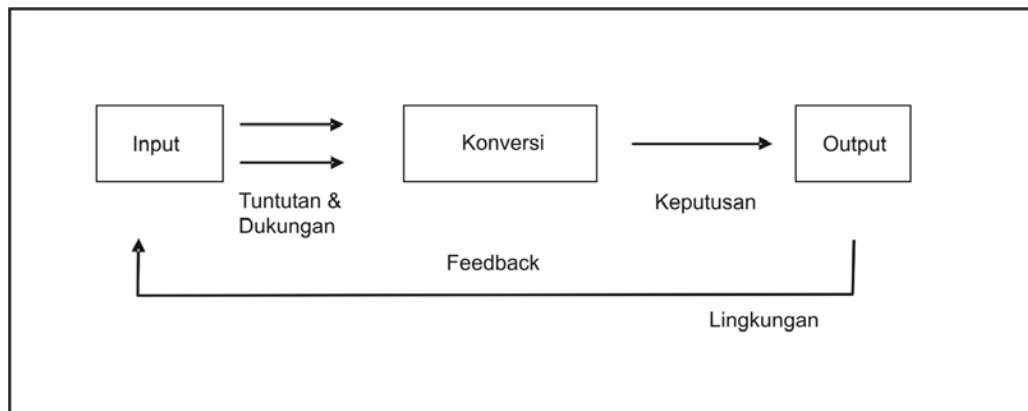 Input
Konversi
Output
Tuntutan &
Dukungan
Keputusan
Feedback
Lingkungan